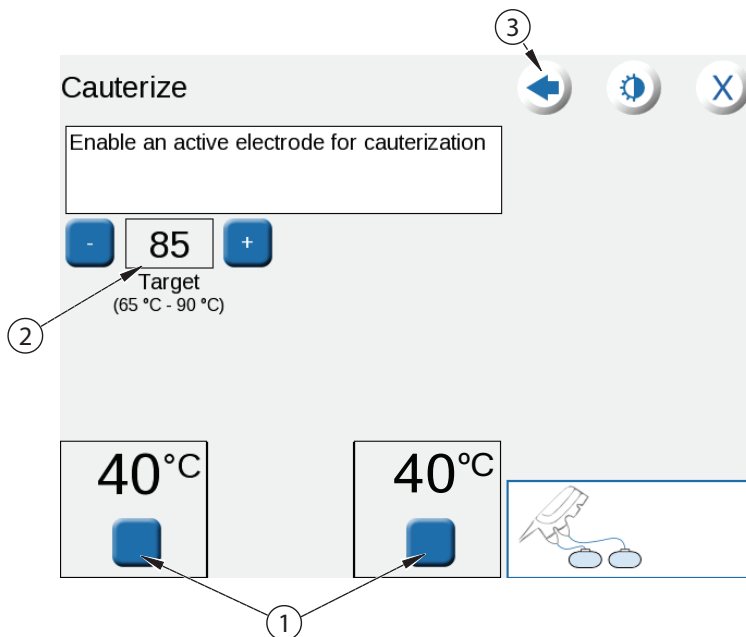 3
Cauterize
X
Enable an active electrode for cauterization
- 85 +
Target
(65 °C - 90 °C)
2
40°C 40°C
1